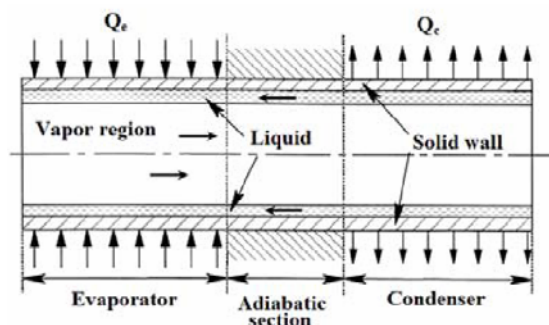 Qe Qc
Vapor region
Liquid
Solid wall
Evaporator
Adiabatic
section
Condenser